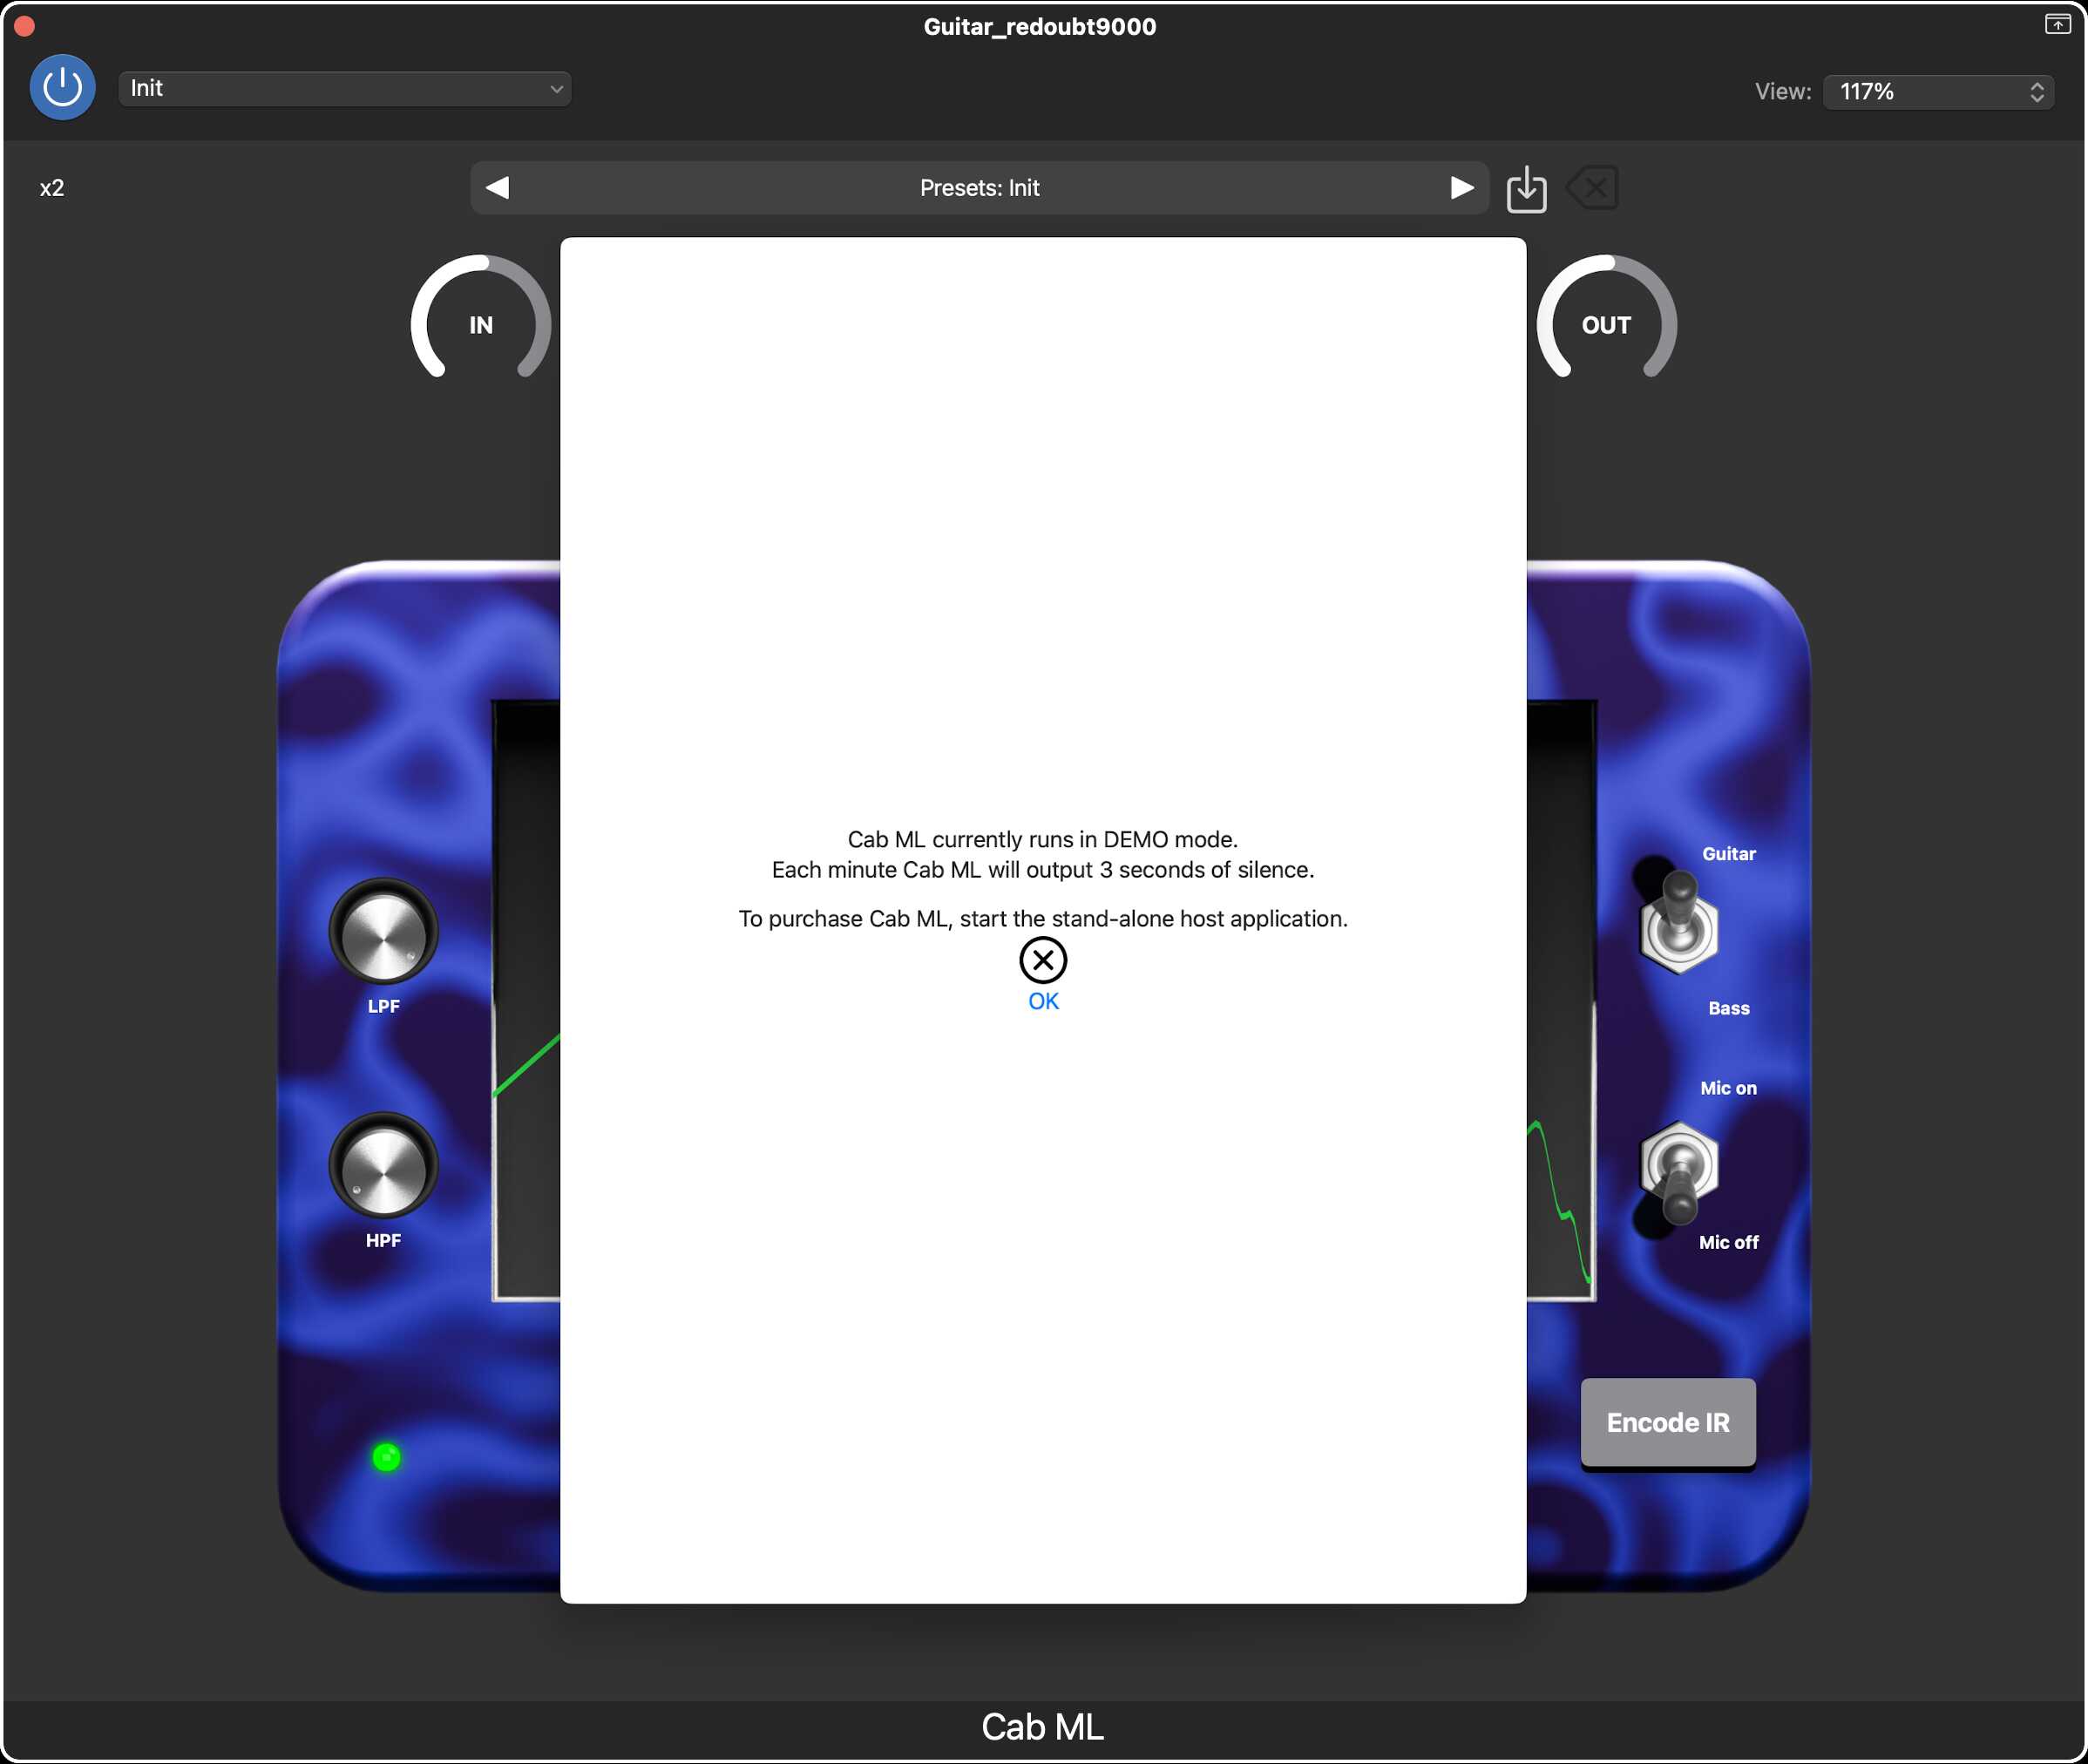 Guitar_redoubt9000
Init
View: 117%
x2
Presets: Init
IN
OUT
Cab ML currently runs in DEMO mode.
Each minute Cab ML will output 3 seconds of silence.
To purchase Cab ML, start the stand-alone host application.
OK
Guitar
LPF
Bass
Mic on
HPF
Mic off
Encode IR
Cab ML